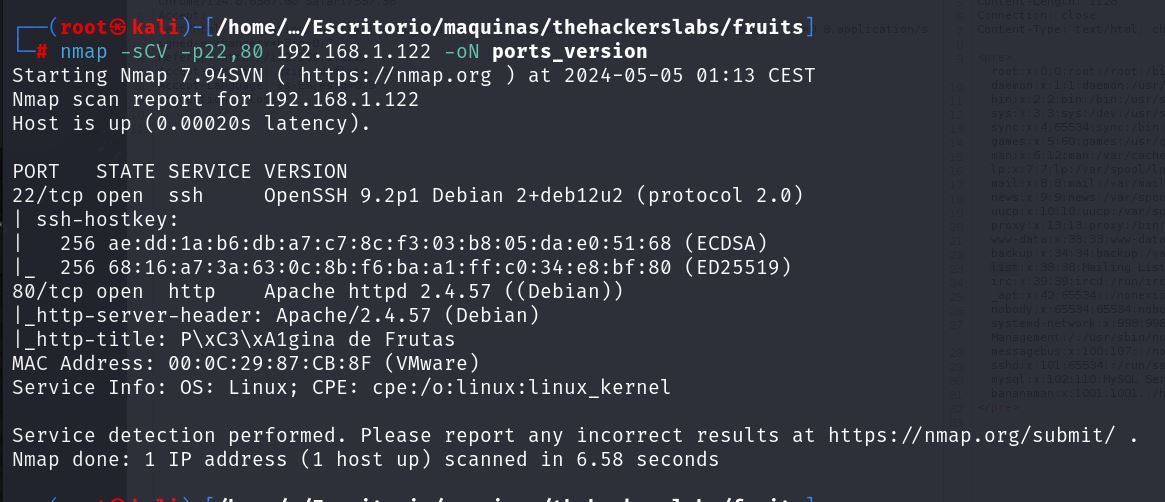 ┌──(root㉿kali)-[/home/…/Escritorio/maquinas/thehackerslabs/fruits]
└─# nmap -sCV -p22,80 192.168.1.122 -oN ports_version
Starting Nmap 7.94SVN ( https://nmap.org ) at 2024-05-05 01:13 CEST
Nmap scan report for 192.168.1.122
Host is up (0.00020s latency).

PORT   STATE SERVICE VERSION
22/tcp open  ssh     OpenSSH 9.2p1 Debian 2+deb12u2 (protocol 2.0)
| ssh-hostkey:
|   256 ae:dd:1a:b6:db:a7:c7:8c:f3:03:b8:05:da:e0:51:68 (ECDSA)
|_  256 68:16:a7:3a:63:0c:8b:f6:ba:a1:ff:c0:34:e8:bf:80 (ED25519)
80/tcp open  http    Apache httpd 2.4.57 ((Debian))
|_http-server-header: Apache/2.4.57 (Debian)
|_http-title: P\xC3\xA1gina de Frutas
MAC Address: 00:0C:29:87:CB:8F (VMware)
Service Info: OS: Linux; CPE: cpe:/o:linux:linux_kernel

Service detection performed. Please report any incorrect results at https://nmap.org/submit/ .
Nmap done: 1 IP address (1 host up) scanned in 6.58 seconds